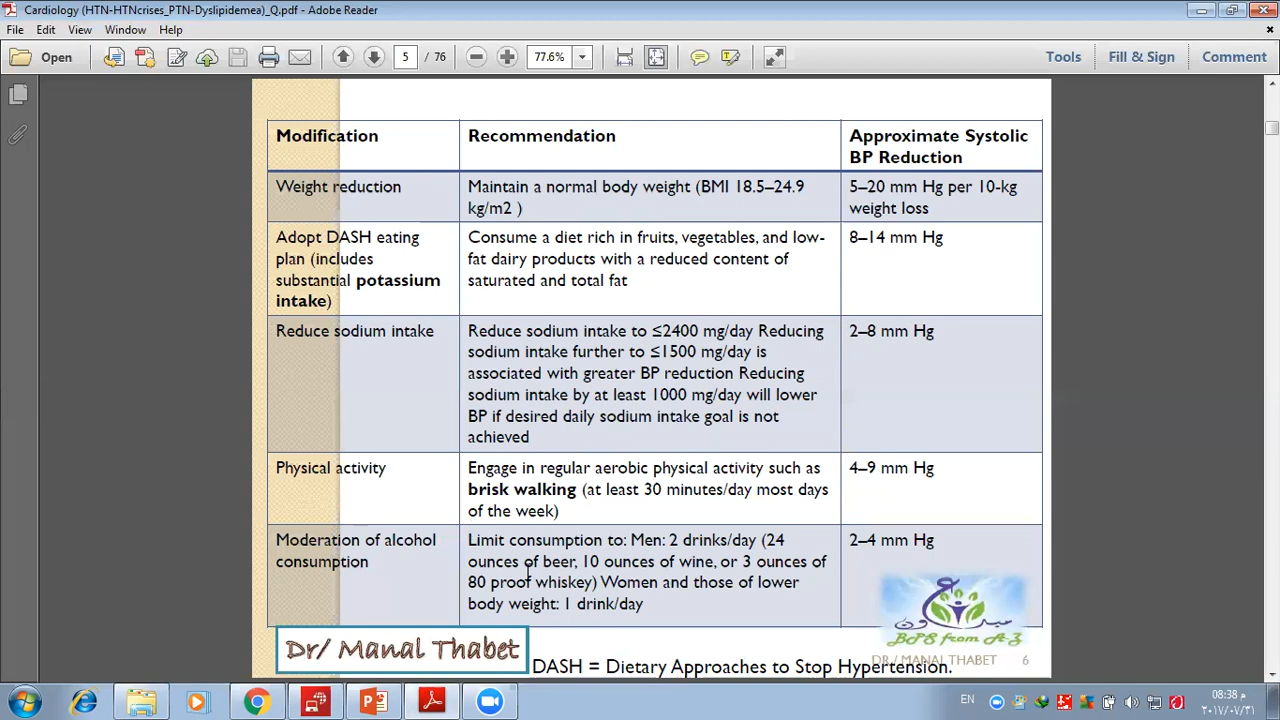 Cardiology (HTN-HTNcrises_PTN-Dyslipidemea)_Q.pdf - Adobe Reader
File Edit View Window Help
Open 5 / 76 77.6% Tools Fill & Sign Comment
Modification Recommendation Approximate Systolic
BP Reduction
Weight reduction Maintain a normal body weight (BMI 18.5–24.9 5–20 mm Hg per 10-kg
kg/m2 ) weight loss
Adopt DASH eating Consume a diet rich in fruits, vegetables, and low- 8–14 mm Hg
plan (includes fat dairy products with a reduced content of
substantial potassium saturated and total fat
intake)
Reduce sodium intake Reduce sodium intake to ≤2400 mg/day Reducing 2–8 mm Hg
sodium intake further to ≤1500 mg/day is
associated with greater BP reduction Reducing
sodium intake by at least 1000 mg/day will lower
BP if desired daily sodium intake goal is not
achieved
Physical activity Engage in regular aerobic physical activity such as 4–9 mm Hg
brisk walking (at least 30 minutes/day most days
of the week)
Moderation of alcohol Limit consumption to: Men: 2 drinks/day (24 2–4 mm Hg
consumption ounces of beer, 10 ounces of wine, or 3 ounces of
80 proof whiskey) Women and those of lower
body weight: 1 drink/day
BPS from A-Z
Dr/ Manal Thabet
DASH = Dietary Approaches to Stop Hypertension.
DR/ MANAL THABET 6
EN
08:38 م
٢٠١٧/٠٧/٣١